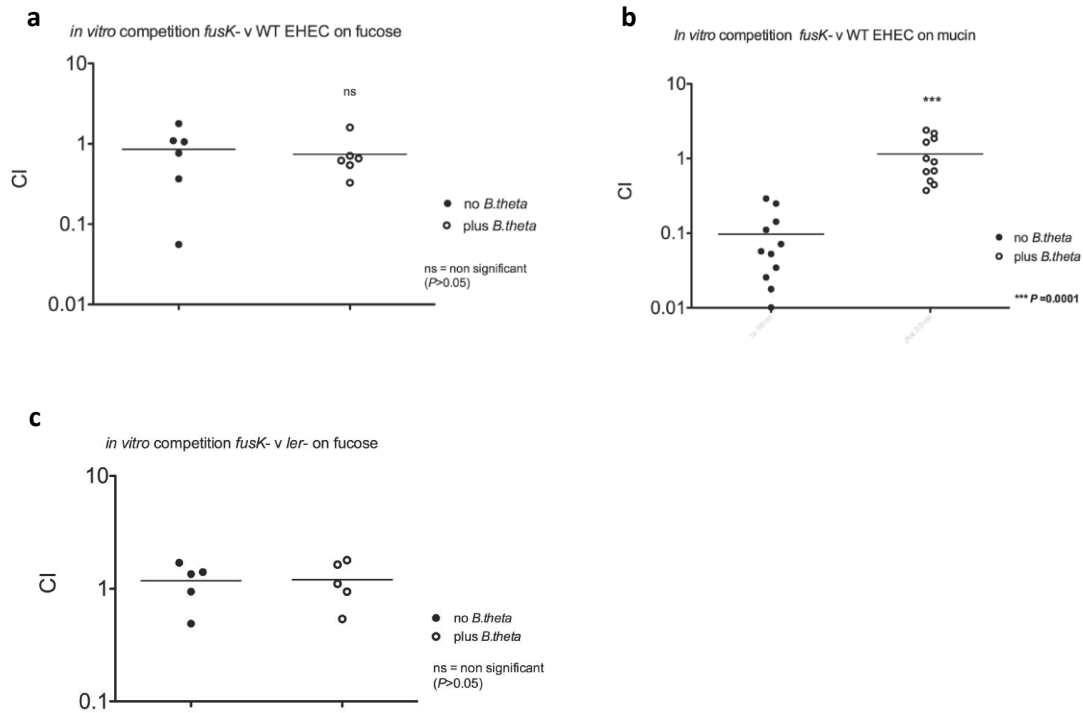 a
in vitro competition fusK- v WT EHEC on fucose
10
1
0.1
0.01
CI
ns
no B.theta
plus B.theta
ns = non significant
(P>0.05)
b
In vitro competition fusK- v WT EHEC on mucin
10
1
0.1
0.01
CI
***
no B.theta
plus B.theta
*** P =0.0001
c
in vitro competition fusK- v ler- on fucose
10
1
0.1
CI
no B.theta
plus B.theta
ns = non significant
(P>0.05)